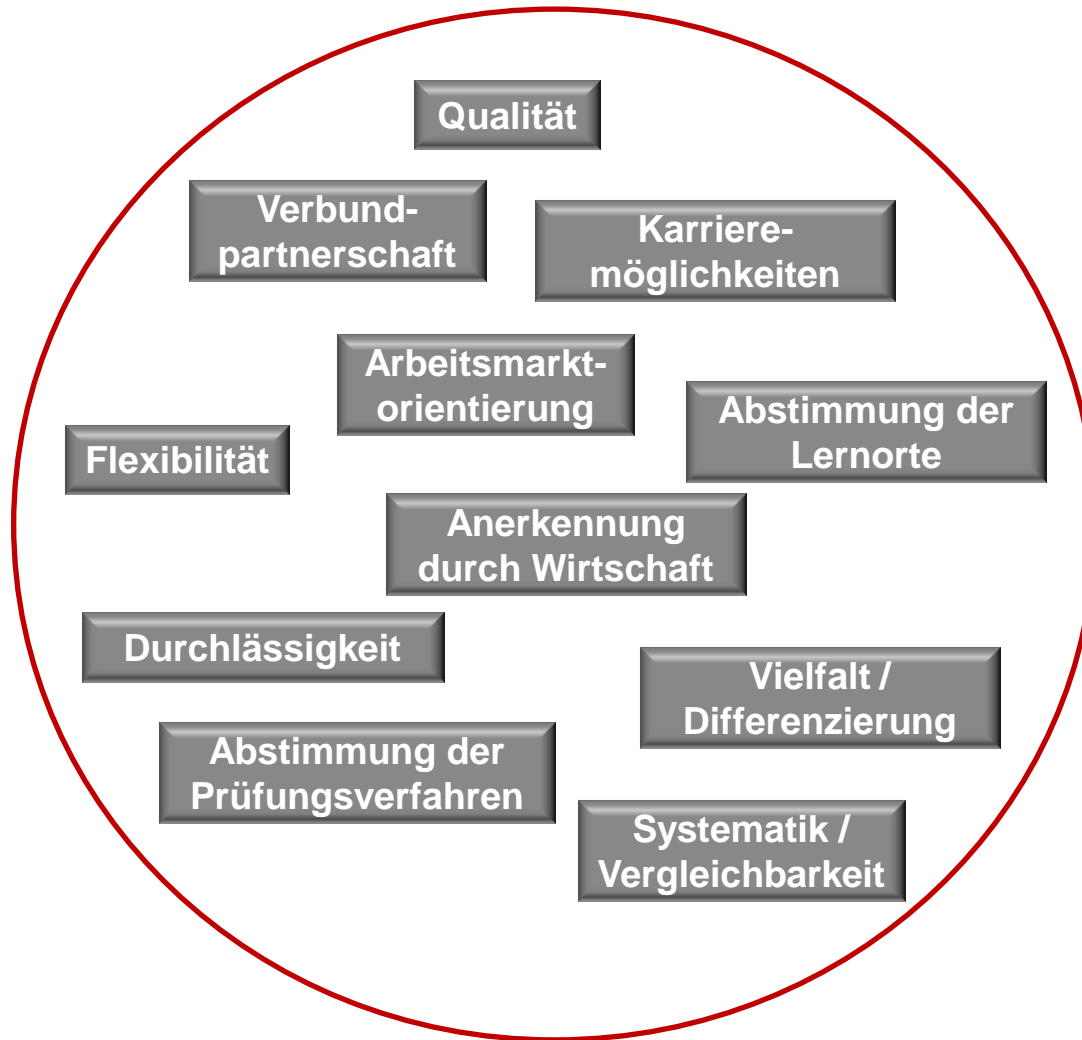 Qualität
Verbund-
partnerschaft
Karriere-
möglichkeiten
Arbeitsmarkt-
orientierung
Abstimmung der
Lernorte
Flexibilität
Anerkennung
durch Wirtschaft
Durchlässigkeit
Vielfalt /
Differenzierung
Abstimmung der
Prüfungsverfahren
Systematik /
Vergleichbarkeit